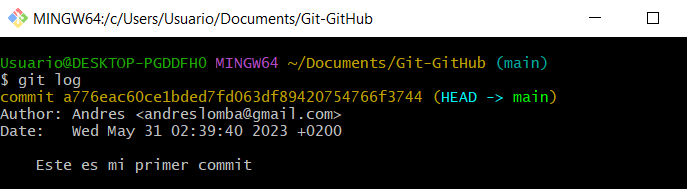 MINGW64:/c/Users/Usuario/Documents/Git-GitHub
Usuario@DESKTOP-PGDDFH0 MINGW64 ~/Documents/Git-GitHub (main)
$ git log
commit a776eac60ce1bded7fd063df89420754766f3744 (HEAD -> main)
Author: Andres <andreslomba@gmail.com>
Date:   Wed May 31 02:39:40 2023 +0200
    Este es mi primer commit